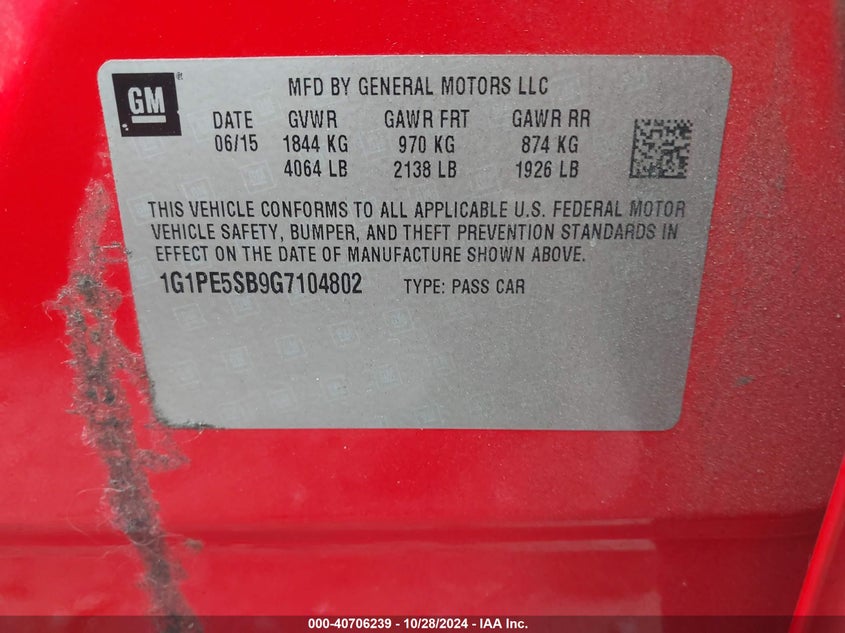 GM
MFD BY GENERAL MOTORS LLC
DATE GVWR GAWR FRT GAWR RR
06/15 1844 KG 970 KG 874 KG
4064 LB 2138 LB 1926 LB
THIS VEHICLE CONFORMS TO ALL APPLICABLE U.S. FEDERAL MOTOR
VEHICLE SAFETY, BUMPER, AND THEFT PREVENTION STANDARDS IN
EFFECT ON THE DATE OF MANUFACTURE SHOWN ABOVE.
1G1PE5SB9G7104802 TYPE: PASS CAR
000-40706239 - 10/28/2024 - IAA Inc.